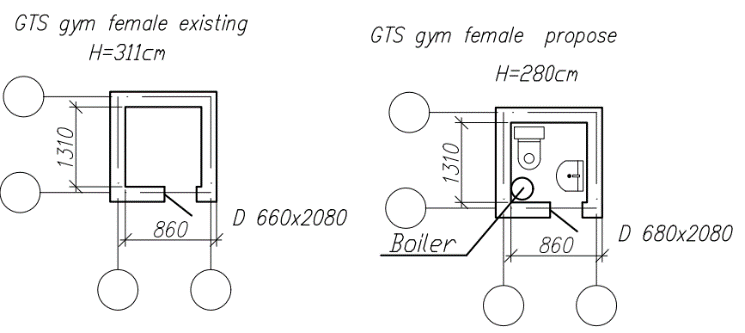 GTS gym female existing
H=311cm
1310
860
D 660x2080
GTS gym female propose
H=280cm
1310
Boiler
860
D 680x2080